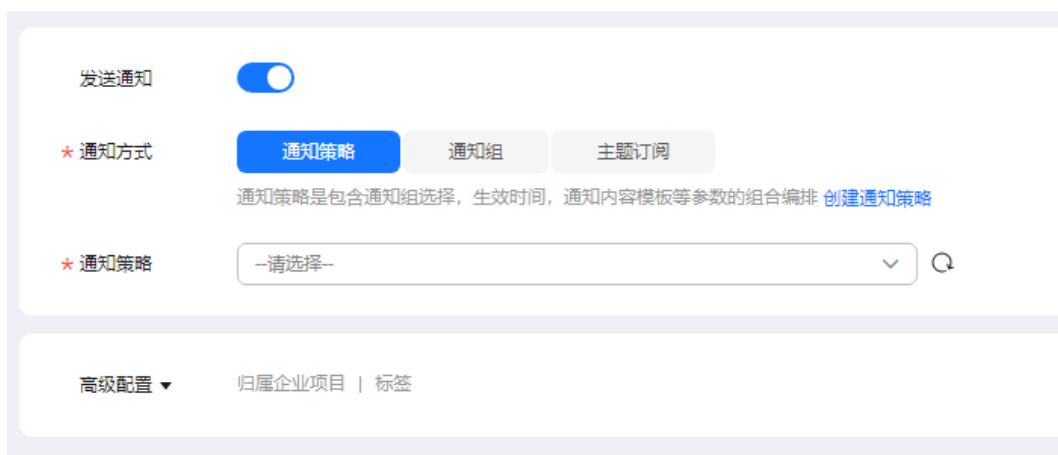 发送通知
* 通知方式 通知策略 通知组 主题订阅
通知策略是包含通知组选择，生效时间，通知内容模板等参数的组合编排 创建通知策略
* 通知策略 --请选择--
高级配置 归属企业项目 | 标签